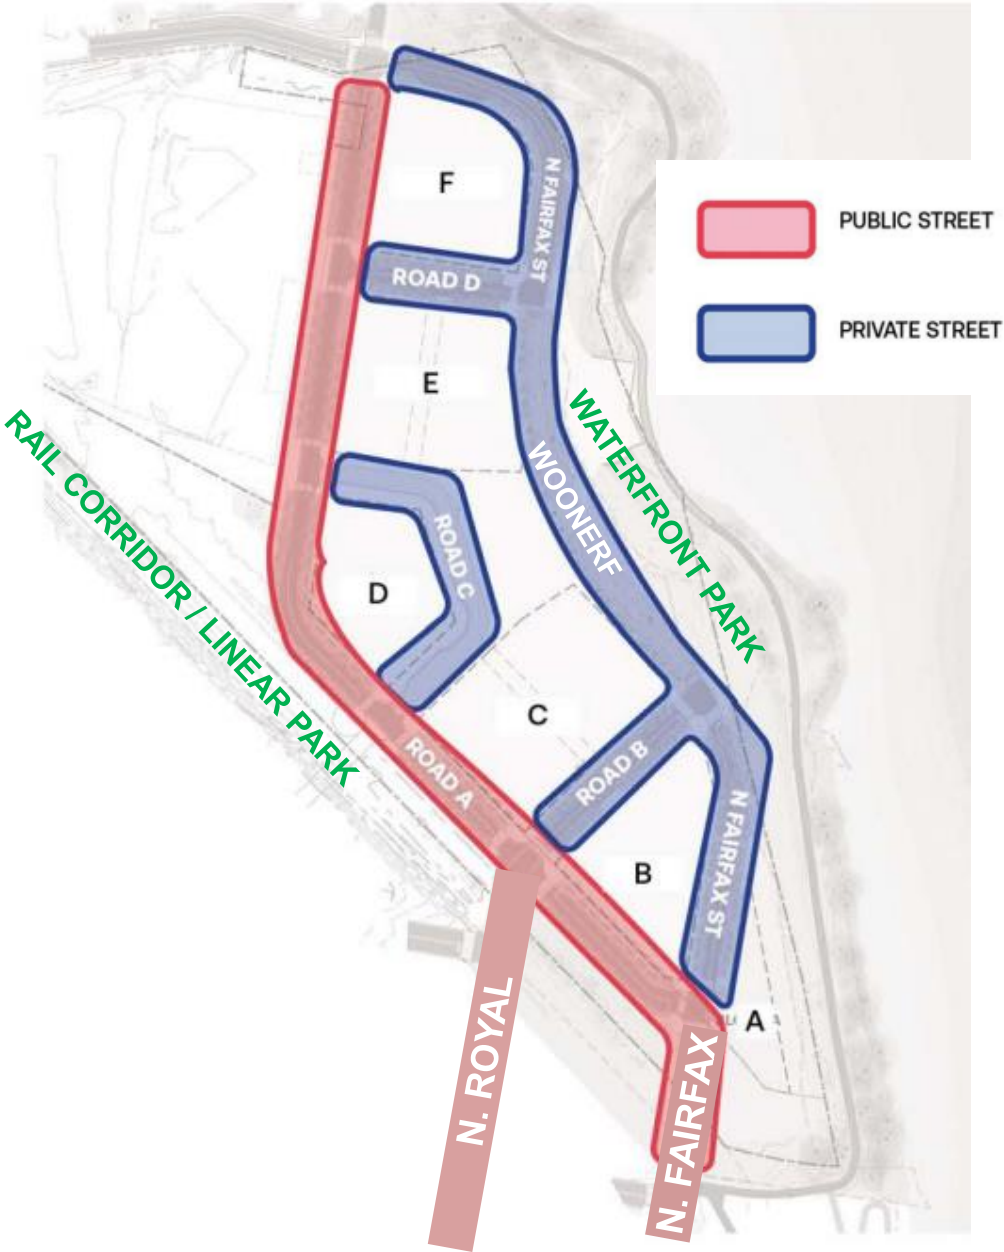 F
N FAIRFAX ST
PUBLIC STREET
ROAD D
PRIVATE STREET
E
WATERFRONT PARK
WOONERF
RAIL CORRIDOR / LINEAR PARK
ROAD C
D
C
ROAD A
ROAD B
B
N FAIRFAX ST
A
N. ROYAL
N. FAIRFAX